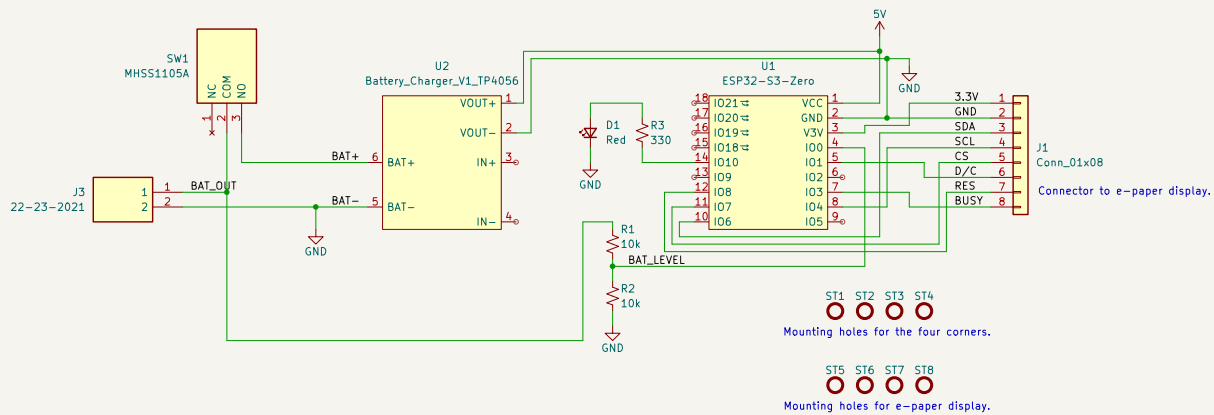 5V
SW1
MHSS1105A
NC
COM
NO
1
2
3
U2
Battery_Charger_V1_TP4056
VOUT+ 1
VOUT- 2
IN+ 3
IN- 4
BAT+ 6 BAT+
BAT- 5 BAT-
GND
J3
22-23-2021
1 1 BAT_OUT
2 2
GND
D1
Red
GND
R3
330
R1
10k
BAT_LEVEL
R2
10k
GND
U1
ESP32-S3-Zero
18 IO21 VCC 1
17 IO20 GND 2
16 IO19 V3V 3
15 IO18 IO0 4
14 IO10 IO1 5
13 IO9 IO2 6
12 IO8 IO3 7
11 IO7 IO4 8
10 IO6 IO5 9
GND
3.3V 1
GND 2
SDA 3
SCL 4
CS 5
D/C 6
RES 7
BUSY 8
J1
Conn_01x08
Connector to e-paper display.
ST1 ST2 ST3 ST4
Mounting holes for the four corners.
ST5 ST6 ST7 ST8
Mounting holes for e-paper display.